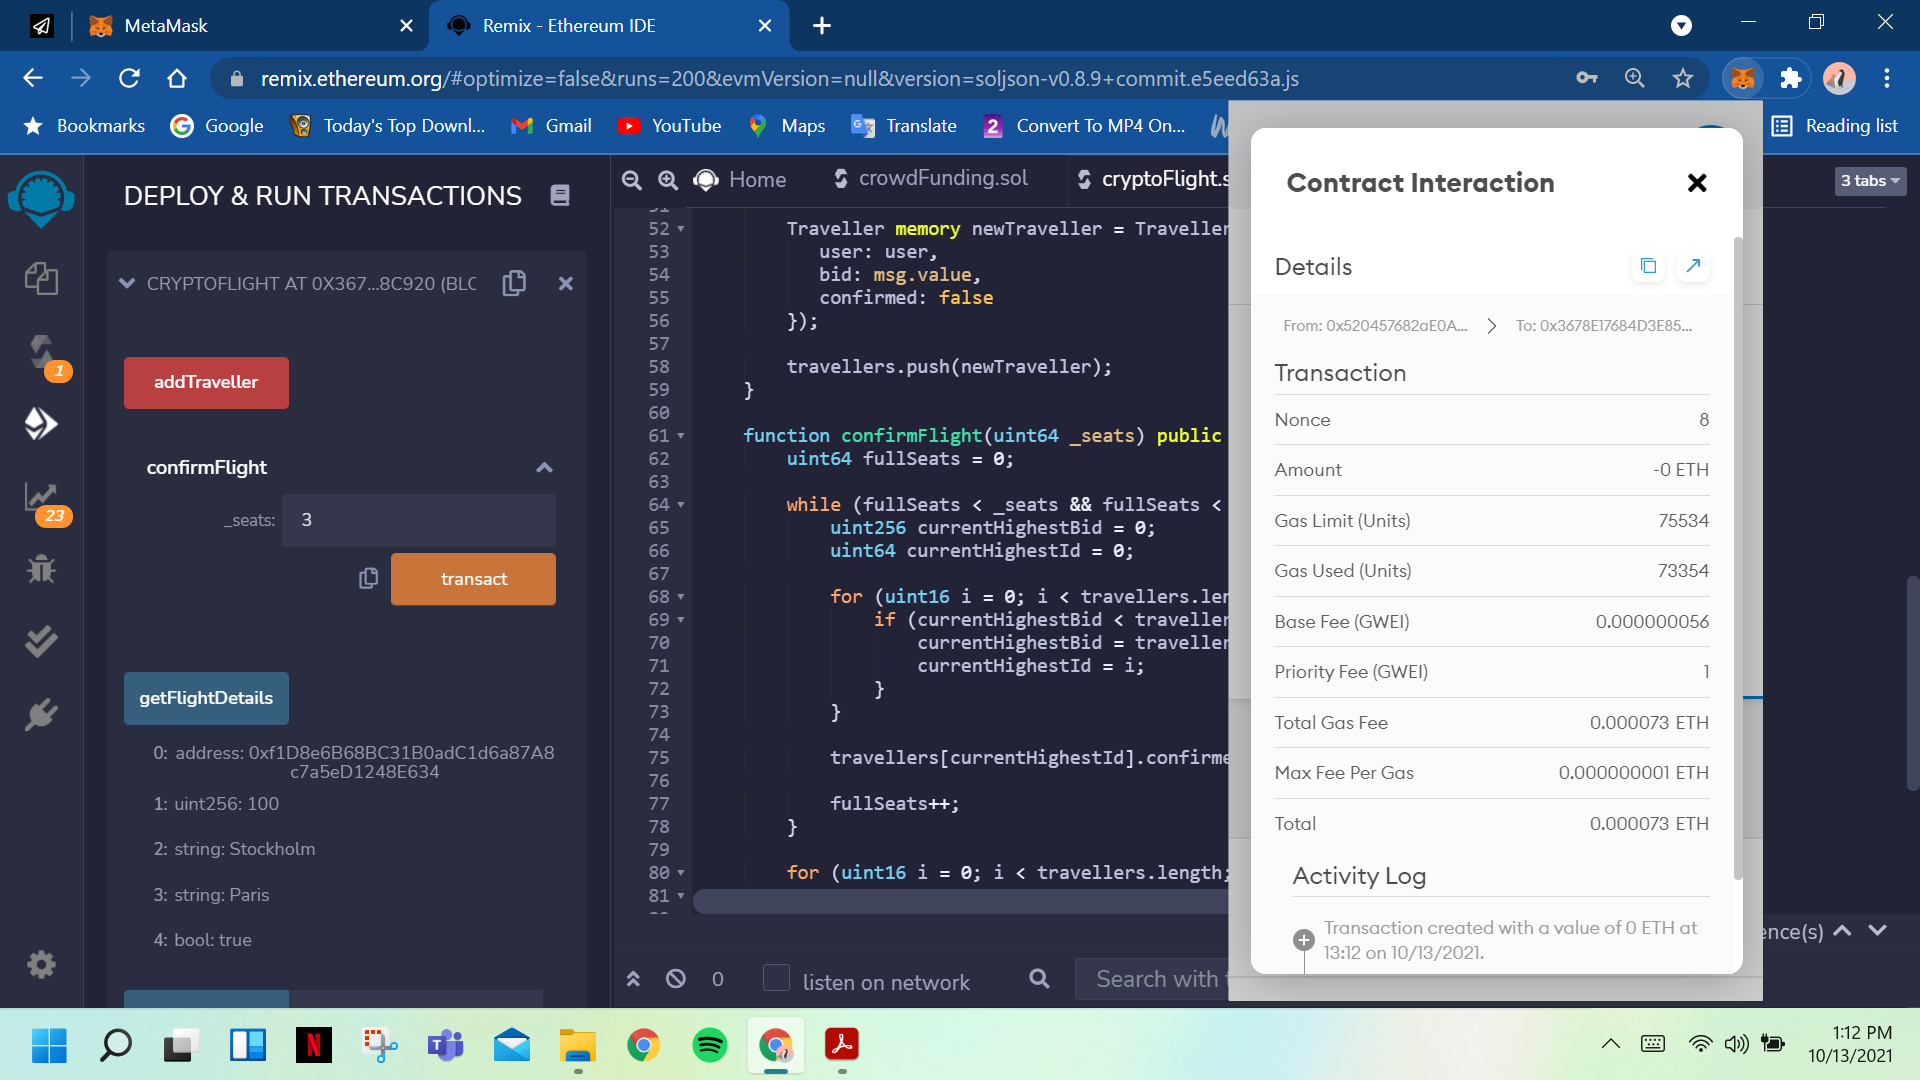 MetaMask
Remix - Ethereum IDE
remix.ethereum.org/#optimize=false&runs=200&evmVersion=null&version=soljson-v0.8.9+commit.e5eed63a.js
Bookmarks
Google
Today's Top Downl...
Gmail
YouTube
Maps
Translate
2
Convert To MP4 On...
Reading list
DEPLOY & RUN TRANSACTIONS
Home
crowdFunding.sol
cryptoFlight.s
3 tabs
CRYPTOFLIGHT AT 0X367...8C920 (BLC
addTraveller
confirmFlight
_seats:
3
transact
getFlightDetails
0: address: 0xf1D8e6B68BC31B0adC1d6a87A8
c7a5eD1248E634
1: uint256: 100
2: string: Stockholm
3: string: Paris
4: bool: true
1
23
51
52 Traveller memory newTraveller = Traveller
53 user: user,
54 bid: msg.value,
55 confirmed: false
56 });
57
58 travellers.push(newTraveller);
59 }
60
61 function confirmFlight(uint64 _seats) public
62 uint64 fullSeats = 0;
63
64 while (fullSeats < _seats && fullSeats <
65 uint256 currentHighestBid = 0;
66 uint64 currentHighestId = 0;
67
68 for (uint16 i = 0; i < travellers.len
69 if (currentHighestBid < traveller
70 currentHighestBid = traveller
71 currentHighestId = i;
72 }
73 }
74
75 travellers[currentHighestId].confirme
76
77 fullSeats++;
78 }
79
80 for (uint16 i = 0; i < travellers.length;
81
0
listen on network
Search with t
ence(s)
Contract Interaction
Details
From: 0x520457682aE0A...
To: 0x3678E17684D3E85...
Transaction
Nonce 8
Amount -0 ETH
Gas Limit (Units) 75534
Gas Used (Units) 73354
Base Fee (GWEI) 0.000000056
Priority Fee (GWEI) 1
Total Gas Fee 0.000073 ETH
Max Fee Per Gas 0.000000001 ETH
Total 0.000073 ETH
Activity Log
Transaction created with a value of 0 ETH at
13:12 on 10/13/2021.
1:12 PM
10/13/2021